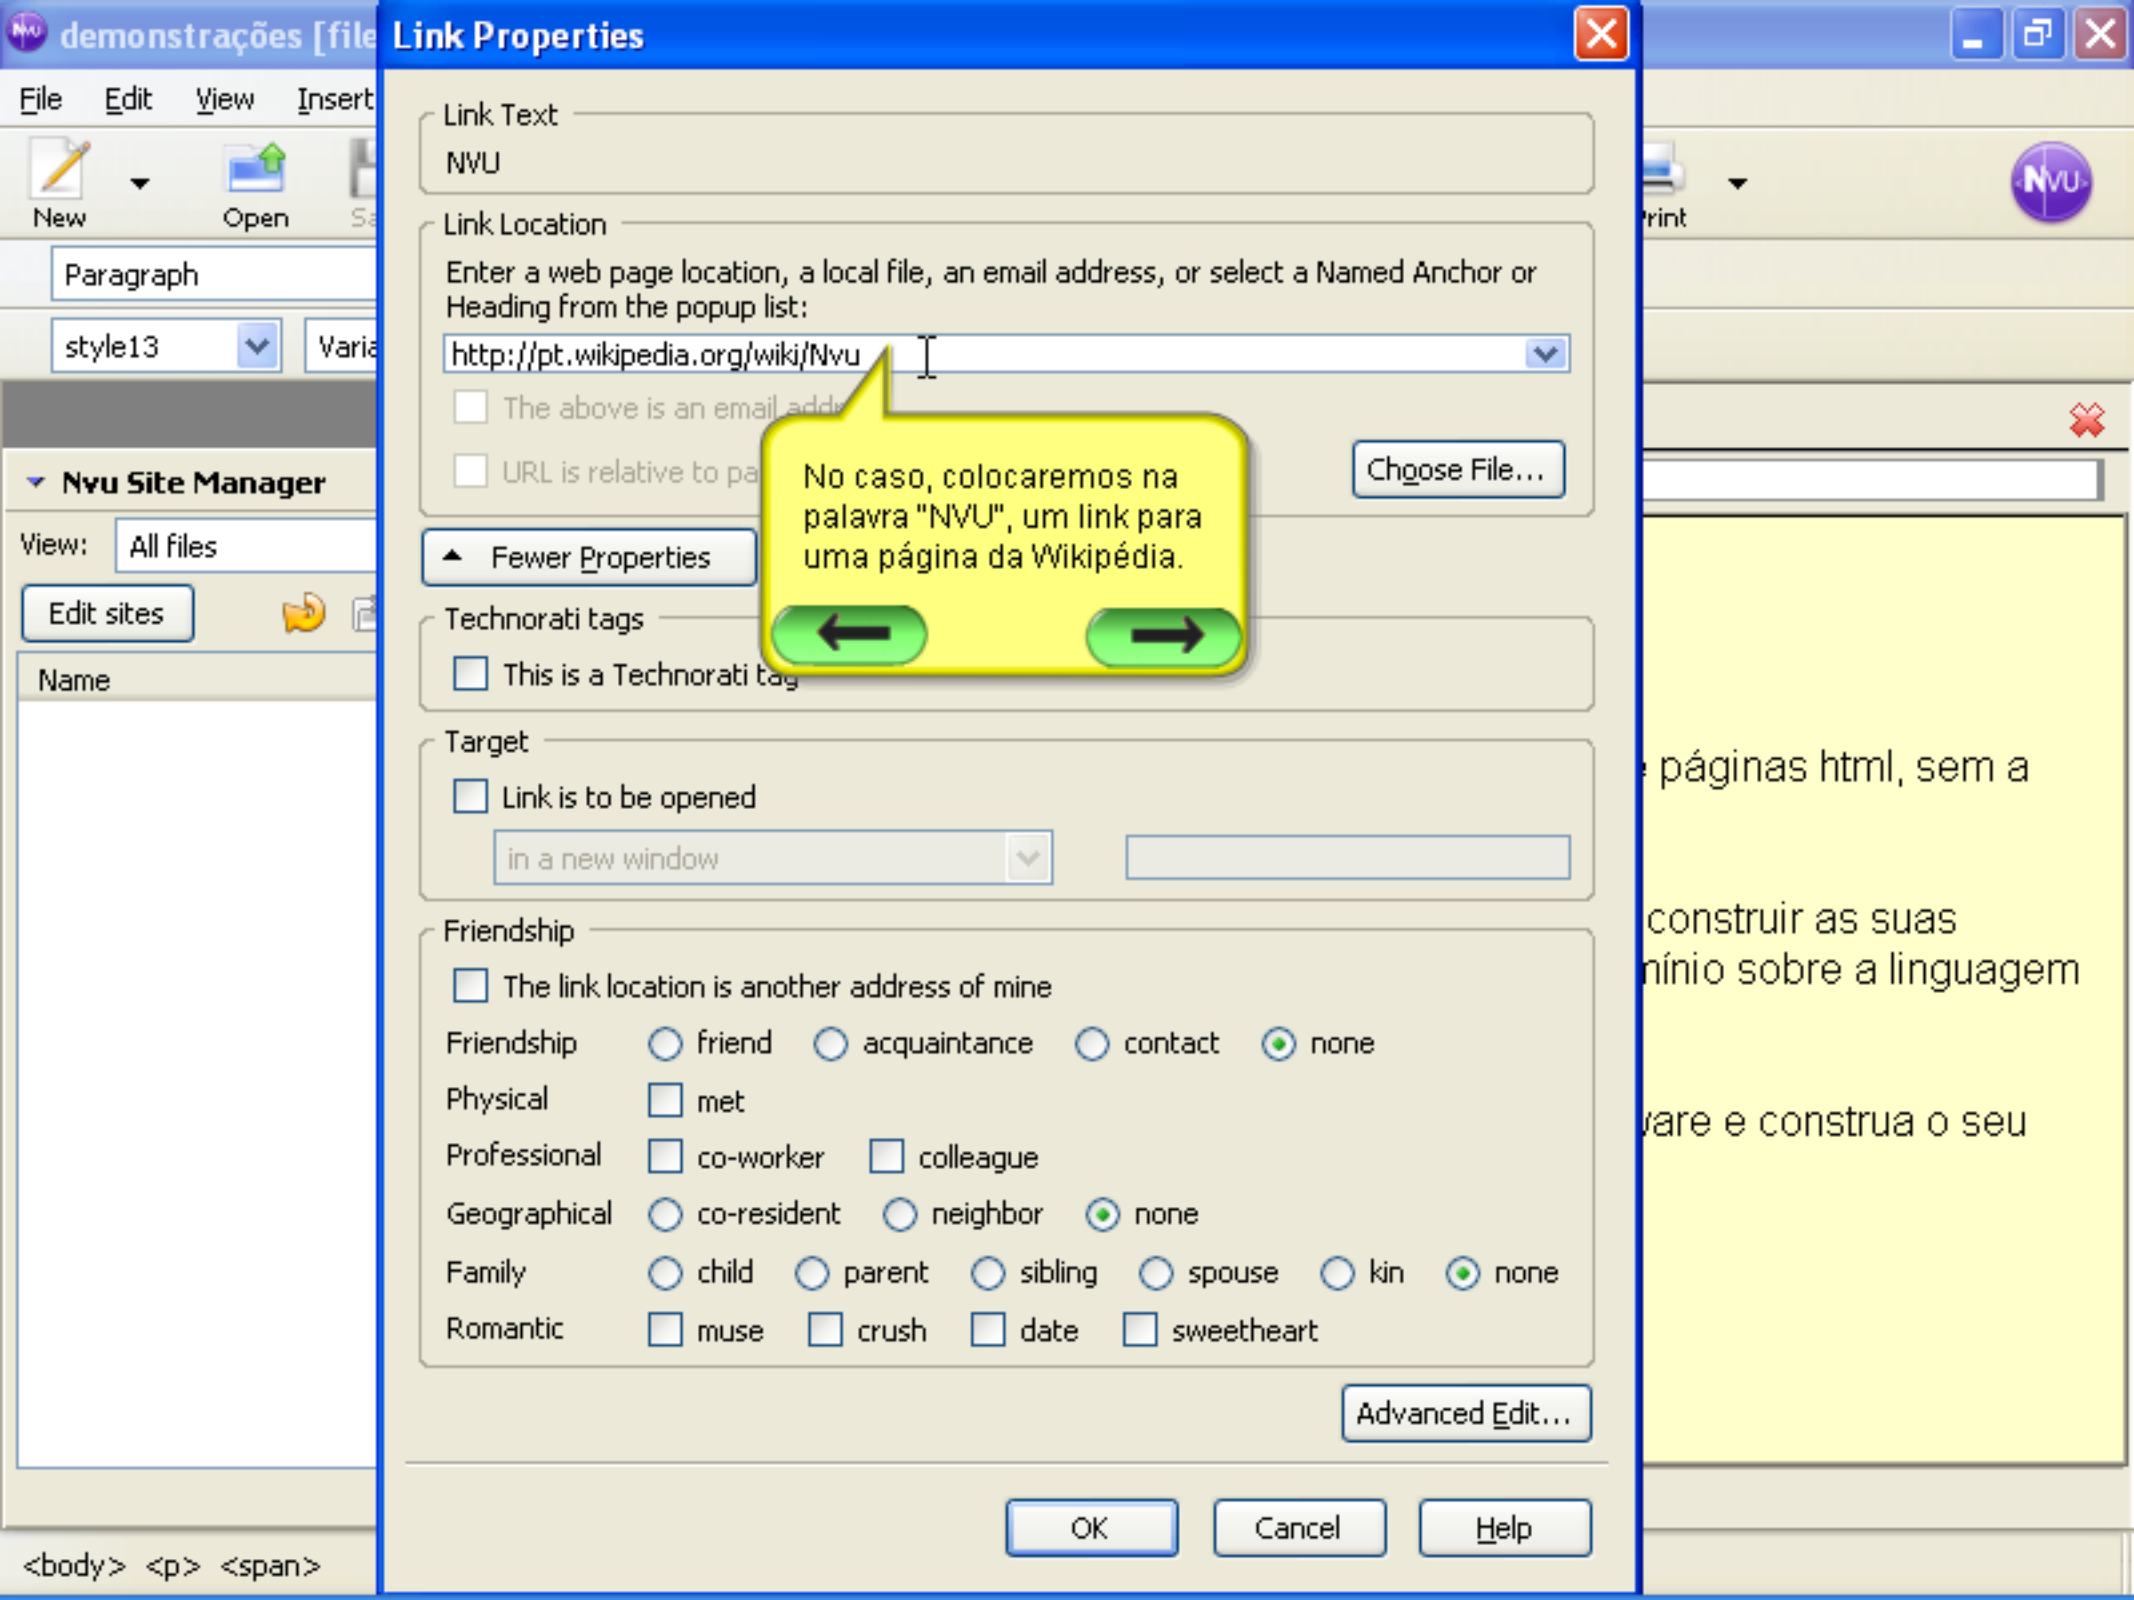 demonstrações [file
Link Properties
File Edit View Insert
Link Text
NVU
New Open
NVU
Link Location
Enter a web page location, a local file, an email address, or select a Named Anchor or
Heading from the popup list:
Paragraph
style13
http://pt.wikipedia.org/wiki/Nvu
The above is an email
URL is relative to
Choose File...
No caso, colocaremos na
palavra "NVU", um link para
uma página da Wikipédia.
Nvu Site Manager
View: All files
Edit sites
Name
Fewer Properties
Technorati tags
This is a Technorati tag
Target
Link is to be opened
in a new window
páginas html, sem a
construir as suas
sobre a linguagem
e construa o seu
Friendship
The link location is another address of mine
Friendship friend acquaintance contact none
Physical met
Professional co-worker colleague
Geographical co-resident neighbor none
Family child parent sibling spouse kin none
Romantic muse crush date sweetheart
Advanced Edit...
OK Cancel Help
<body> <p> <span>